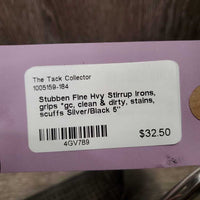 The Tack Collector
1005159-184
Stubben Fine Hvy Stirrup Irons,
grips *gc, clean & dirty, stains,
scuffs Silver/Black 5"
$32.50
4GV789